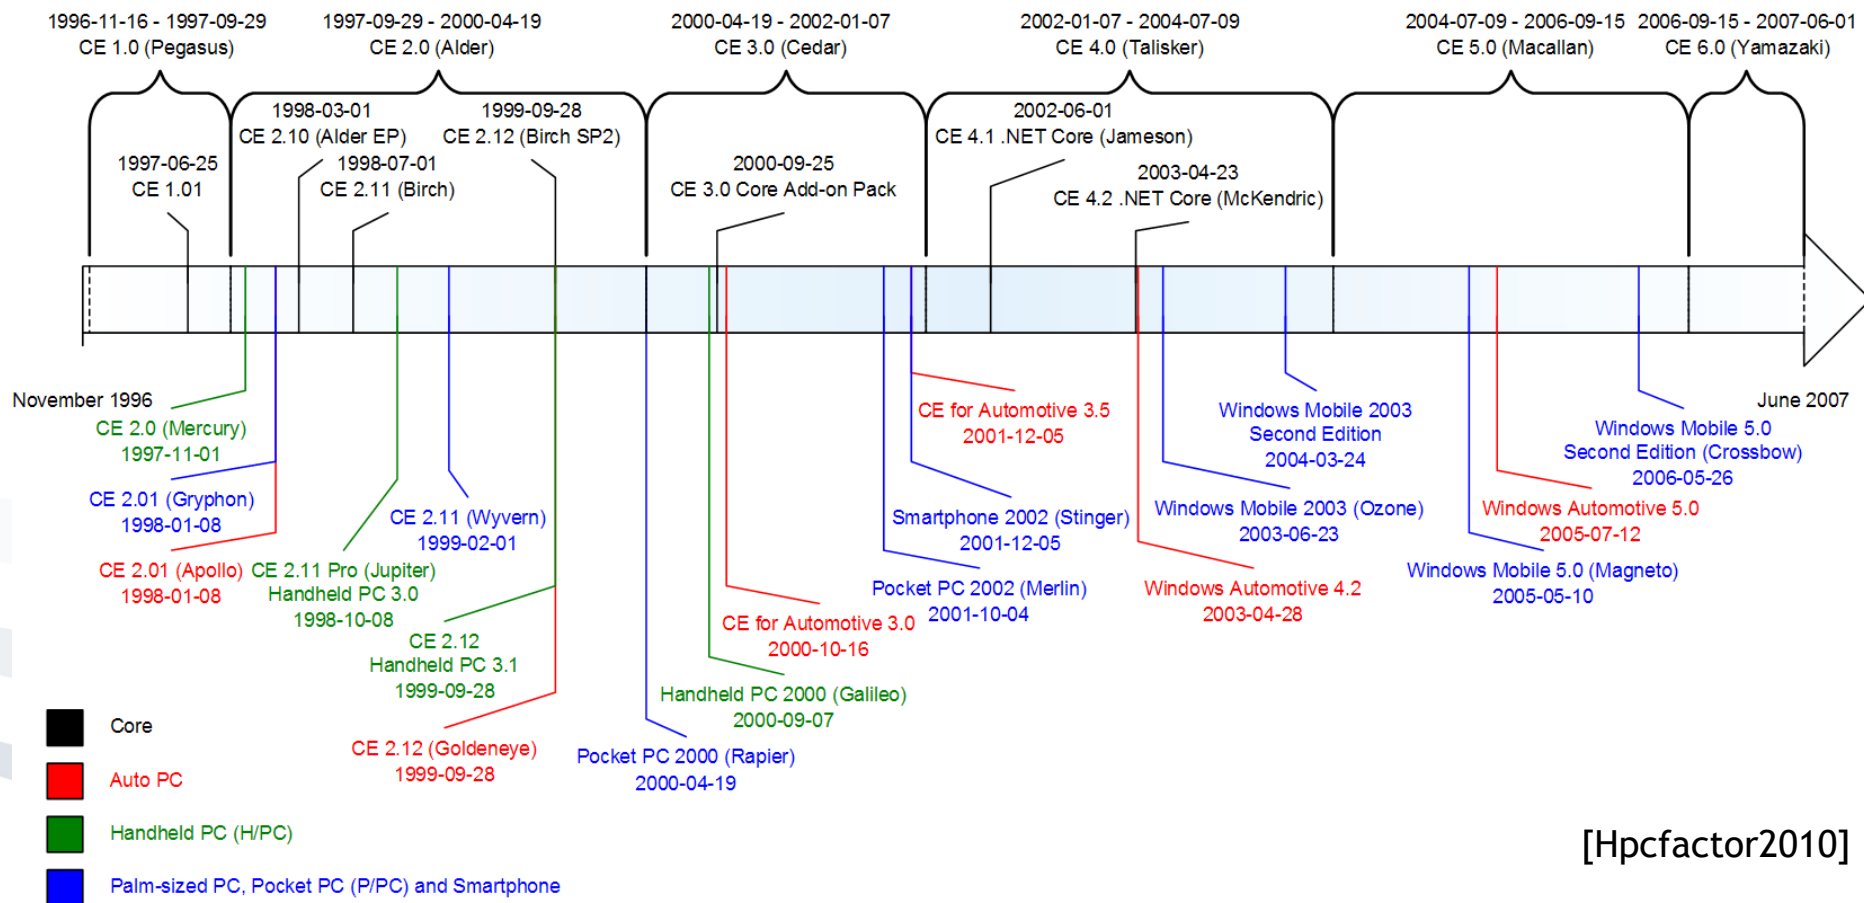 1996-11-16 - 1997-09-29
CE 1.0 (Pegasus)
1997-09-29 - 2000-04-19
CE 2.0 (Alder)
2000-04-19 - 2002-01-07
CE 3.0 (Cedar)
2002-01-07 - 2004-07-09
CE 4.0 (Talisker)
2004-07-09 - 2006-09-15
CE 5.0 (Macallan)
2006-09-15 - 2007-06-01
CE 6.0 (Yamazaki)
1997-06-25
CE 1.01
1998-03-01
CE 2.10 (Alder EP)
1998-07-01
CE 2.11 (Birch)
1999-09-28
CE 2.12 (Birch SP2)
2000-09-25
CE 3.0 Core Add-on Pack
2002-06-01
CE 4.1 .NET Core (Jameson)
2003-04-23
CE 4.2 .NET Core (McKendric)
November 1996
June 2007
CE 2.0 (Mercury)
1997-11-01
CE 2.01 (Gryphon)
1998-01-08
CE 2.01 (Apollo)
1998-01-08
CE 2.11 Pro (Jupiter)
Handheld PC 3.0
1998-10-08
CE 2.11 (Wyvern)
1999-02-01
CE 2.12
Handheld PC 3.1
1999-09-28
CE 2.12 (Goldeneye)
1999-09-28
Pocket PC 2000 (Rapier)
2000-04-19
Handheld PC 2000 (Galileo)
2000-09-07
CE for Automotive 3.0
2000-10-16
Pocket PC 2002 (Merlin)
2001-10-04
Smartphone 2002 (Stinger)
2001-12-05
CE for Automotive 3.5
2001-12-05
Windows Automotive 4.2
2003-04-28
Windows Mobile 2003 (Ozone)
2003-06-23
Windows Mobile 2003
Second Edition
2004-03-24
Windows Mobile 5.0 (Magneto)
2005-05-10
Windows Automotive 5.0
2005-07-12
Windows Mobile 5.0
Second Edition (Crossbow)
2006-05-26
Core
Auto PC
Handheld PC (H/PC)
Palm-sized PC, Pocket PC (P/PC) and Smartphone
[Hpcfactor2010]